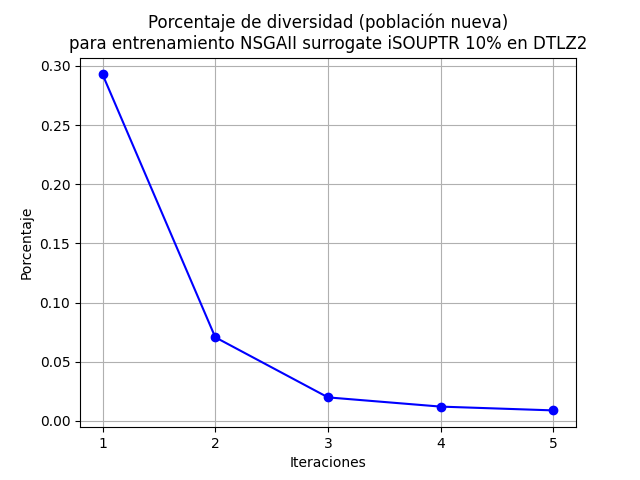 Porcentaje de diversidad (población nueva)
para entrenamiento NSGAII surrogate iSOUPTR 10% en DTLZ2
0.30
0.25
0.20
0.15
0.10
0.05
0.00
Porcentaje
1 2 3 4 5
Iteraciones